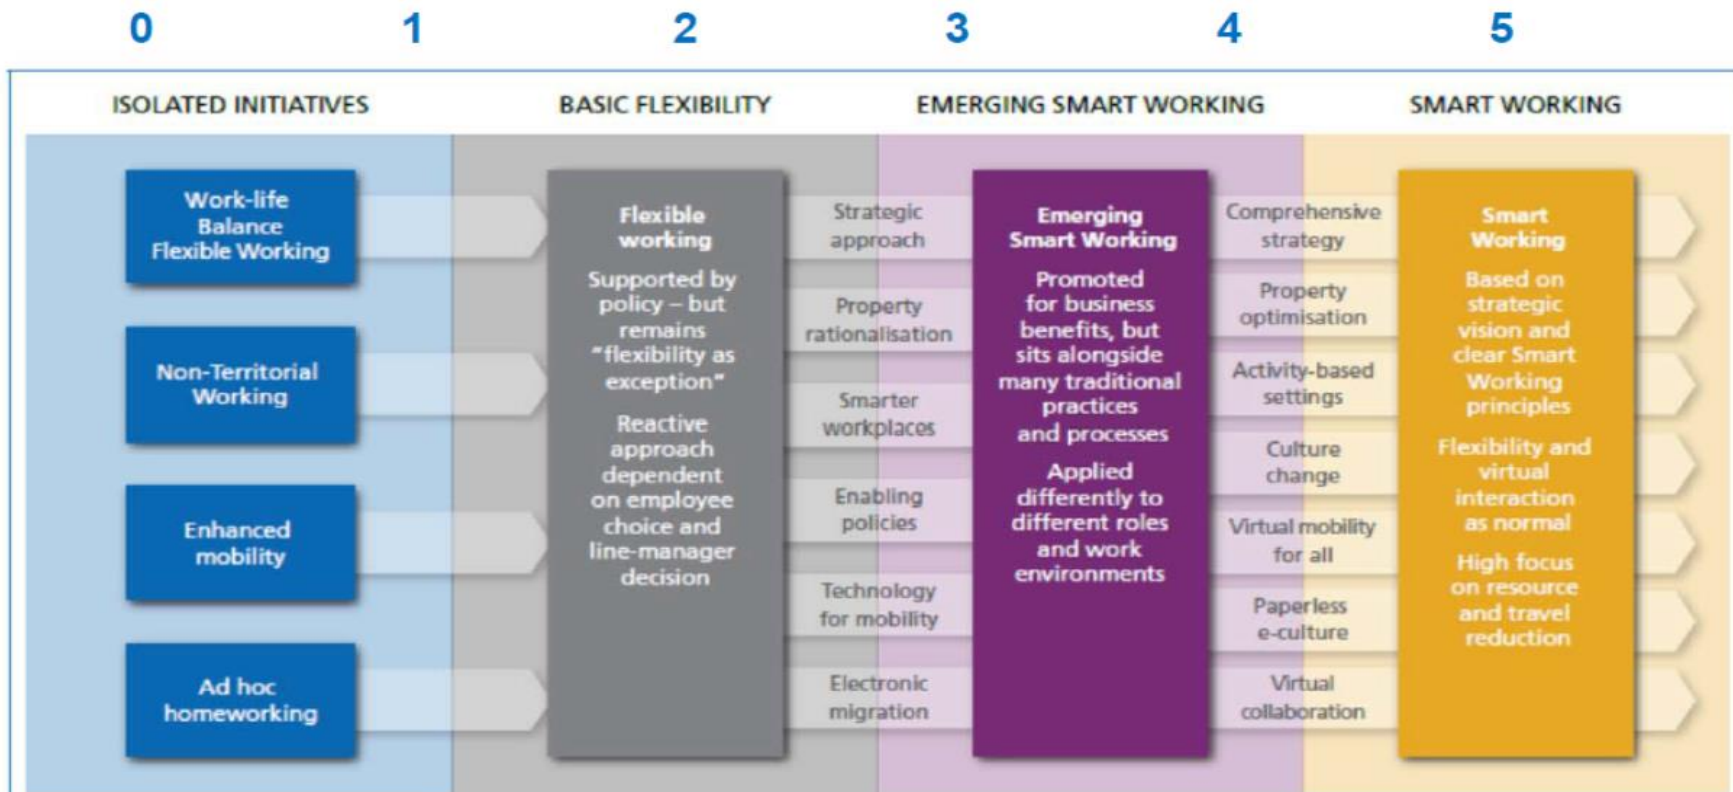 0 1 2 3 4 5
ISOLATED INITIATIVES
BASIC FLEXIBILITY
EMERGING SMART WORKING
SMART WORKING
Work-life
Balance
Flexible Working
Non-Territorial
Working
Enhanced
mobility
Ad hoc
homeworking
Flexible
working
Supported by
policy – but
remains
"flexibility as
exception"
Reactive
approach
dependent
on employee
choice and
line-manager
decision
Strategic
approach
Property
rationalisation
Smarter
workplaces
Enabling
policies
Technology
for mobility
Electronic
migration
Emerging
Smart Working
Promoted
for business
benefits, but
sits alongside
many traditional
practices
and processes
Applied
differently to
different roles
and work
environments
Comprehensive
strategy
Property
optimisation
Activity-based
settings
Culture
change
Virtual mobility
for all
Paperless
e-culture
Virtual
collaboration
Smart
Working
Based on
strategic
vision and
clear Smart
Working
principles
Flexibility and
virtual
interaction
as normal
High focus
on resource
and travel
reduction